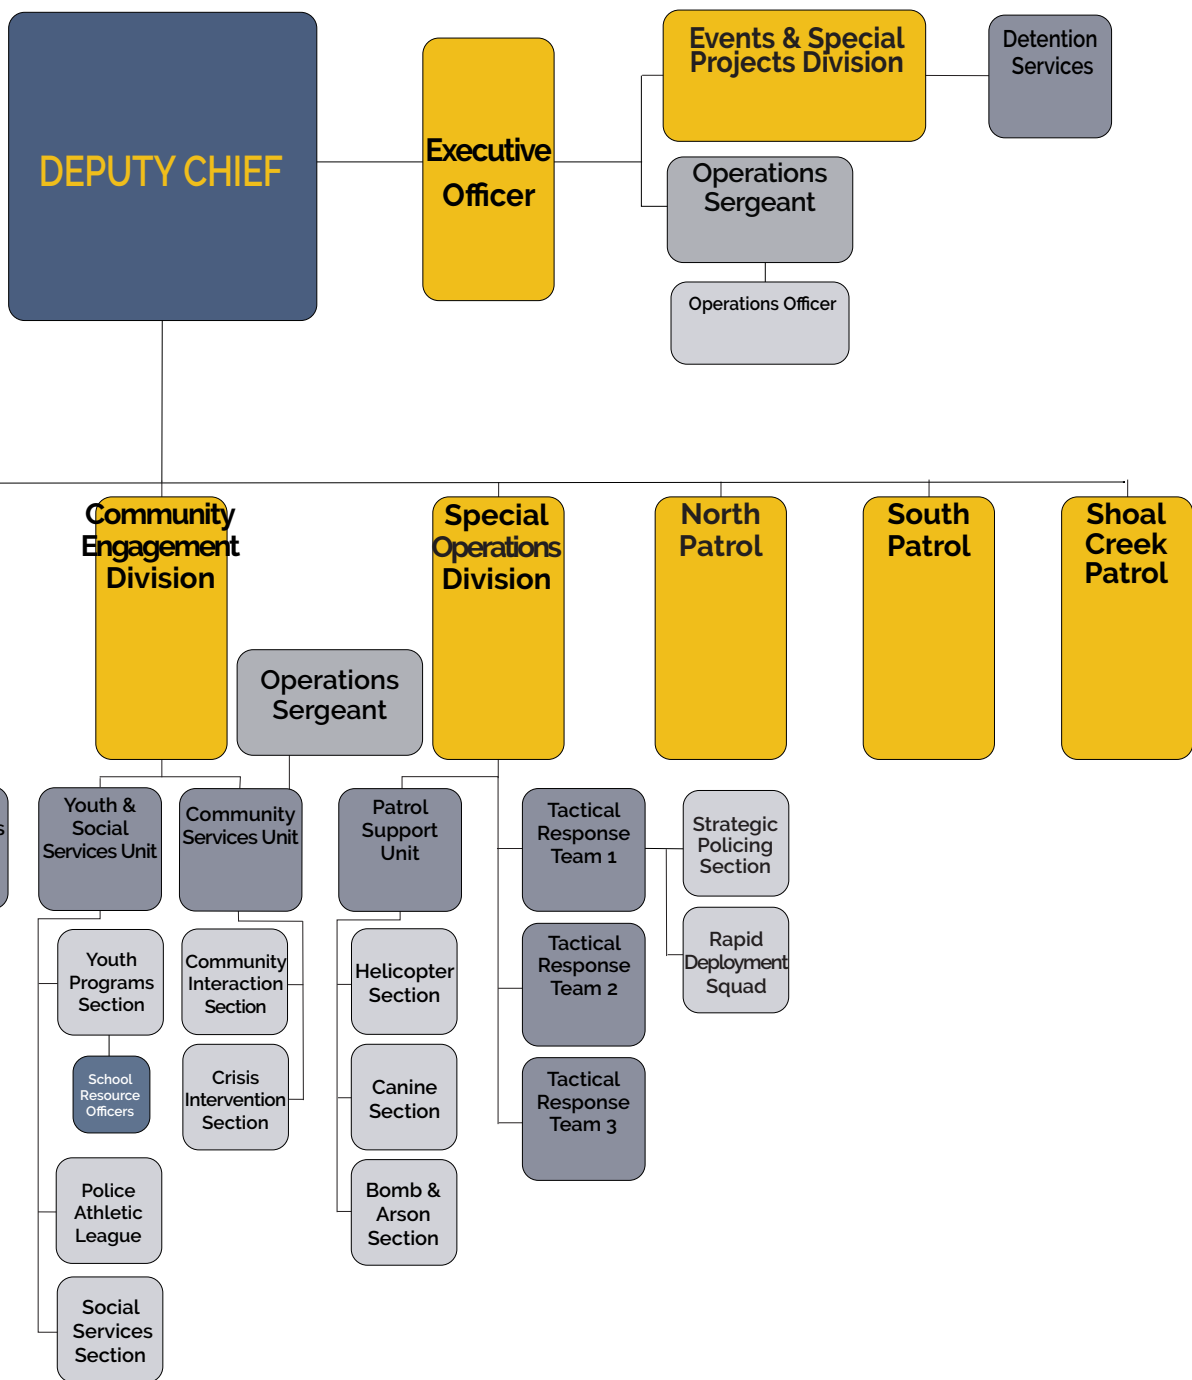 DEPUTY CHIEF
Executive
Officer
Events & Special
Projects Division
Detention
Services
Operations
Sergeant
Operations Officer
Community
Engagement
Division
Special
Operations
Division
North
Patrol
South
Patrol
Shoal
Creek
Patrol
Operations
Sergeant
s
Youth &
Social
Services Unit
Community
Services Unit
Patrol
Support
Unit
Tactical
Response
Team 1
Strategic
Policing
Section
Youth
Programs
Section
Community
Interaction
Section
Helicopter
Section
Tactical
Response
Team 2
Rapid
Deployment
Squad
School
Resource
Officers
Crisis
Intervention
Section
Canine
Section
Tactical
Response
Team 3
Police
Athletic
League
Bomb &
Arson
Section
Social
Services
Section